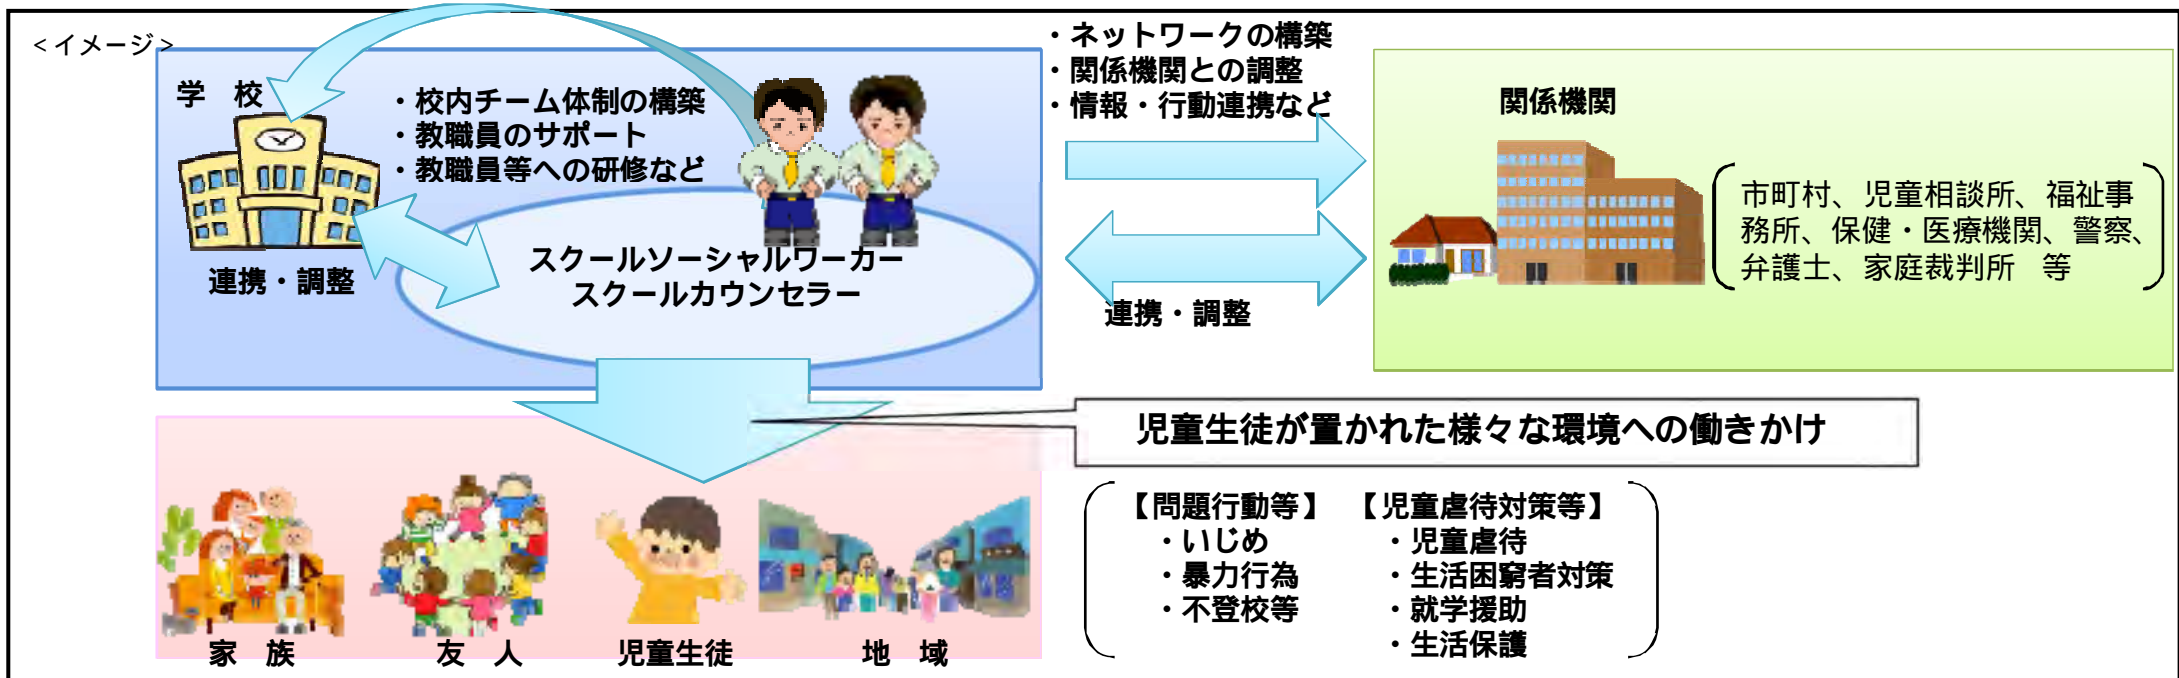 ＜イメージ＞
学　校
・校内チーム体制の構築
・教職員のサポート
・教職員等への研修など
連携・調整
スクールソーシャルワーカー
スクールカウンセラー
・ネットワークの構築
・関係機関との調整
・情報・行動連携など
連携・調整
関係機関
市町村、児童相談所、福祉事
務所、保健・医療機関、警察、
弁護士、家庭裁判所　等
児童生徒が置かれた様々な環境への働きかけ
【問題行動等】
・いじめ
・暴力行為
・不登校等
【児童虐待対策等】
・児童虐待
・生活困窮者対策
・就学援助
・生活保護
家　族
友　人
児童生徒
地　域